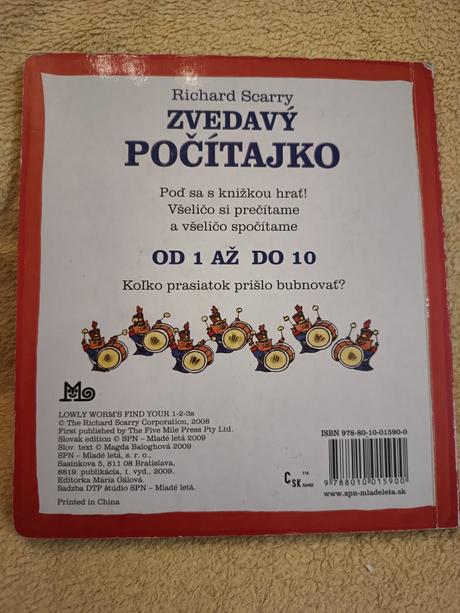 Richard Scarry
ZVEDAVÝ
POČÍTAJKO
Poď sa s knižkou hrať!
Všeličo si prečítame
a všeličo spočítame
OD 1 AŽ DO 10
Koľko prasiatok prišlo bubnovať?
LOWLY WORM'S FIND YOUR 1-2-3s
© The Richard Scarry Corporation, 2008
First published by The Five Mile Press Pty Ltd.
Slovak edition © SPN – Mladé letá 2009
Slov. text © Magda Baloghová 2009
SPN – Mladé letá, s. r. o.,
Sasinkova 5, 811 08 Bratislava,
8819. publikácia, 1. vyd., 2009.
Editorka Mária Gálová.
Sadzba DTP štúdio SPN – Mladé letá.
Printed in China
ISBN 978-80-10-01590-0
9788010015900
www.spn-mladeleta.sk
C SK